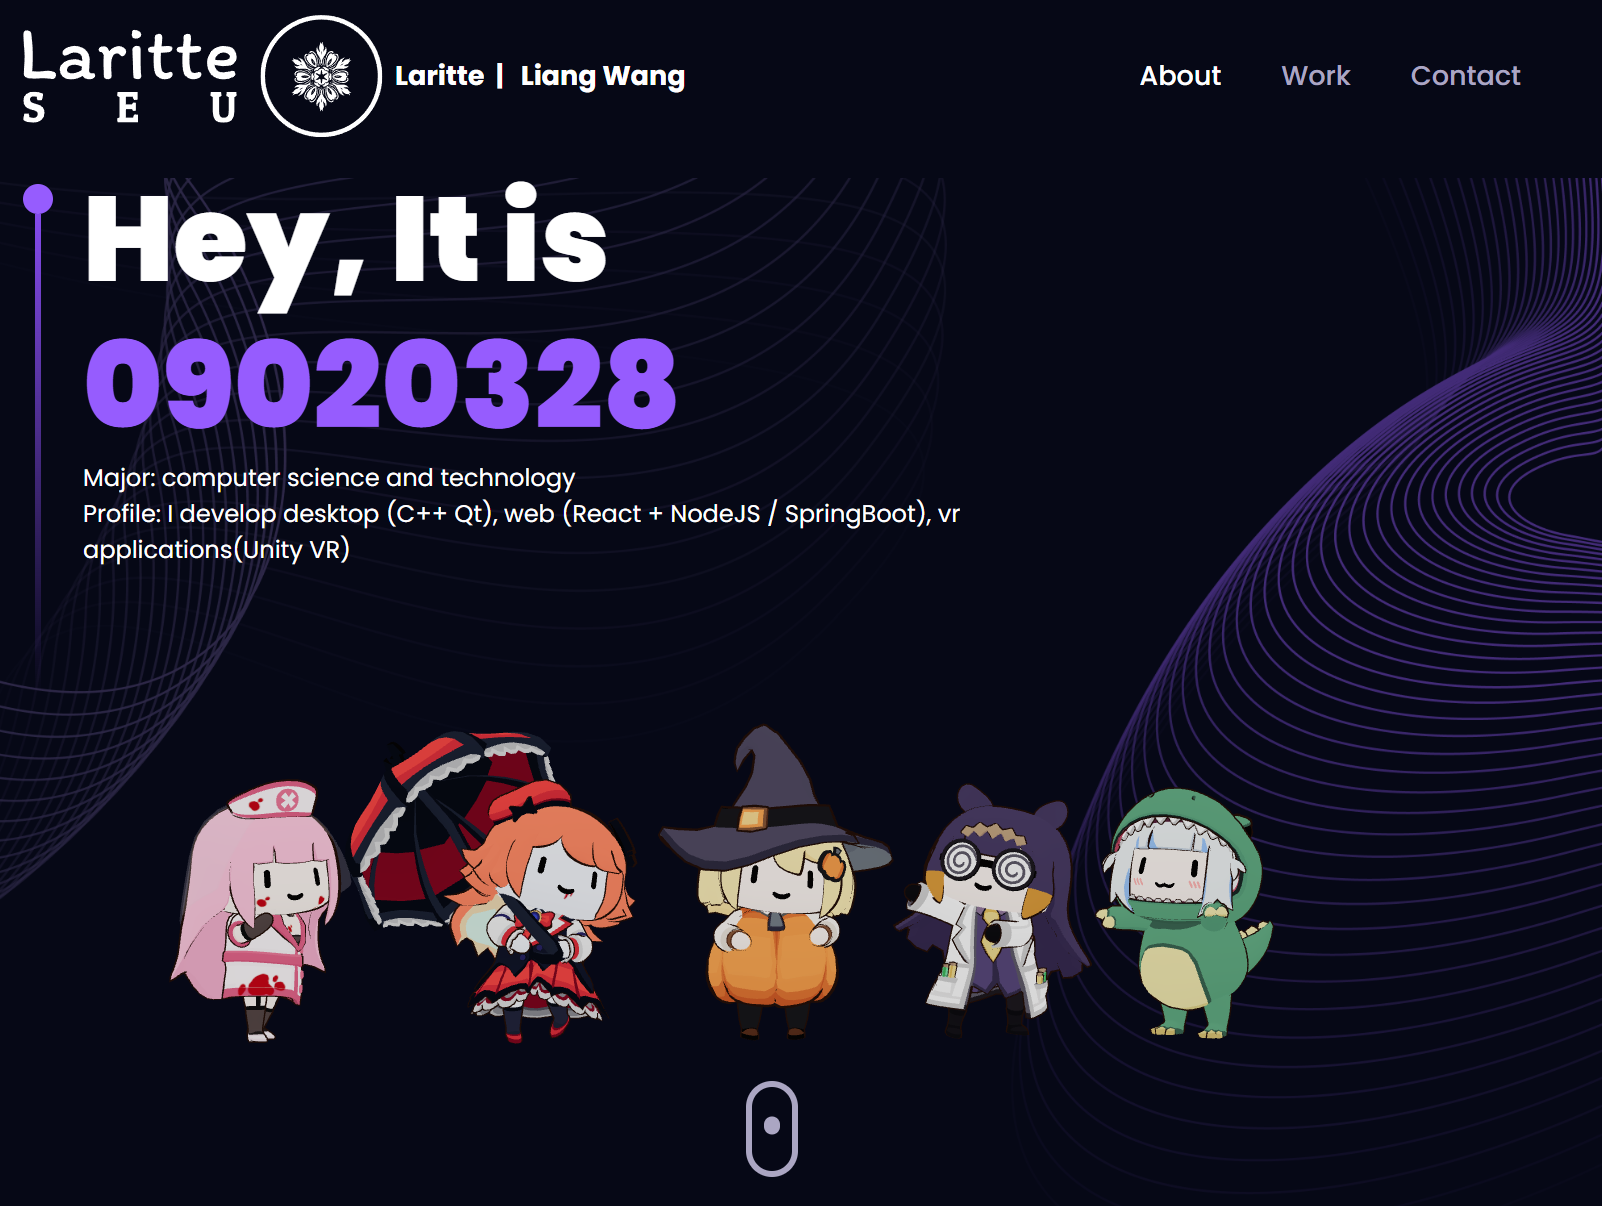 Laritte
S E U
Laritte | Liang Wang
About Work Contact
Hey, It is
09020328
Major: computer science and technology
Profile: I develop desktop (C++ Qt), web (React + NodeJS / SpringBoot), vr
applications(Unity VR)